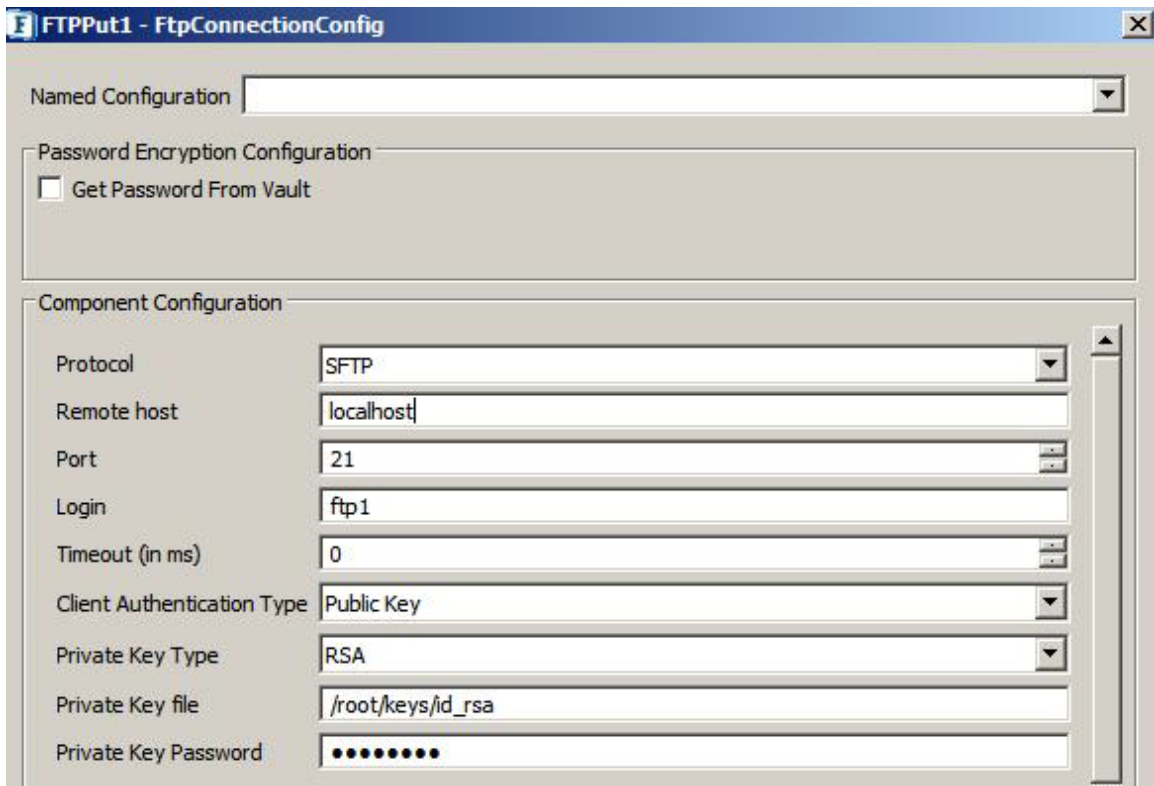 F FTPPut1 - FtpConnectionConfig
Named Configuration
Password Encryption Configuration
Get Password From Vault
Component Configuration
Protocol SFTP
Remote host localhost
Port 21
Login ftp1
Timeout (in ms) 0
Client Authentication Type Public Key
Private Key Type RSA
Private Key file /root/keys/id_rsa
Private Key Password ●●●●●●●●